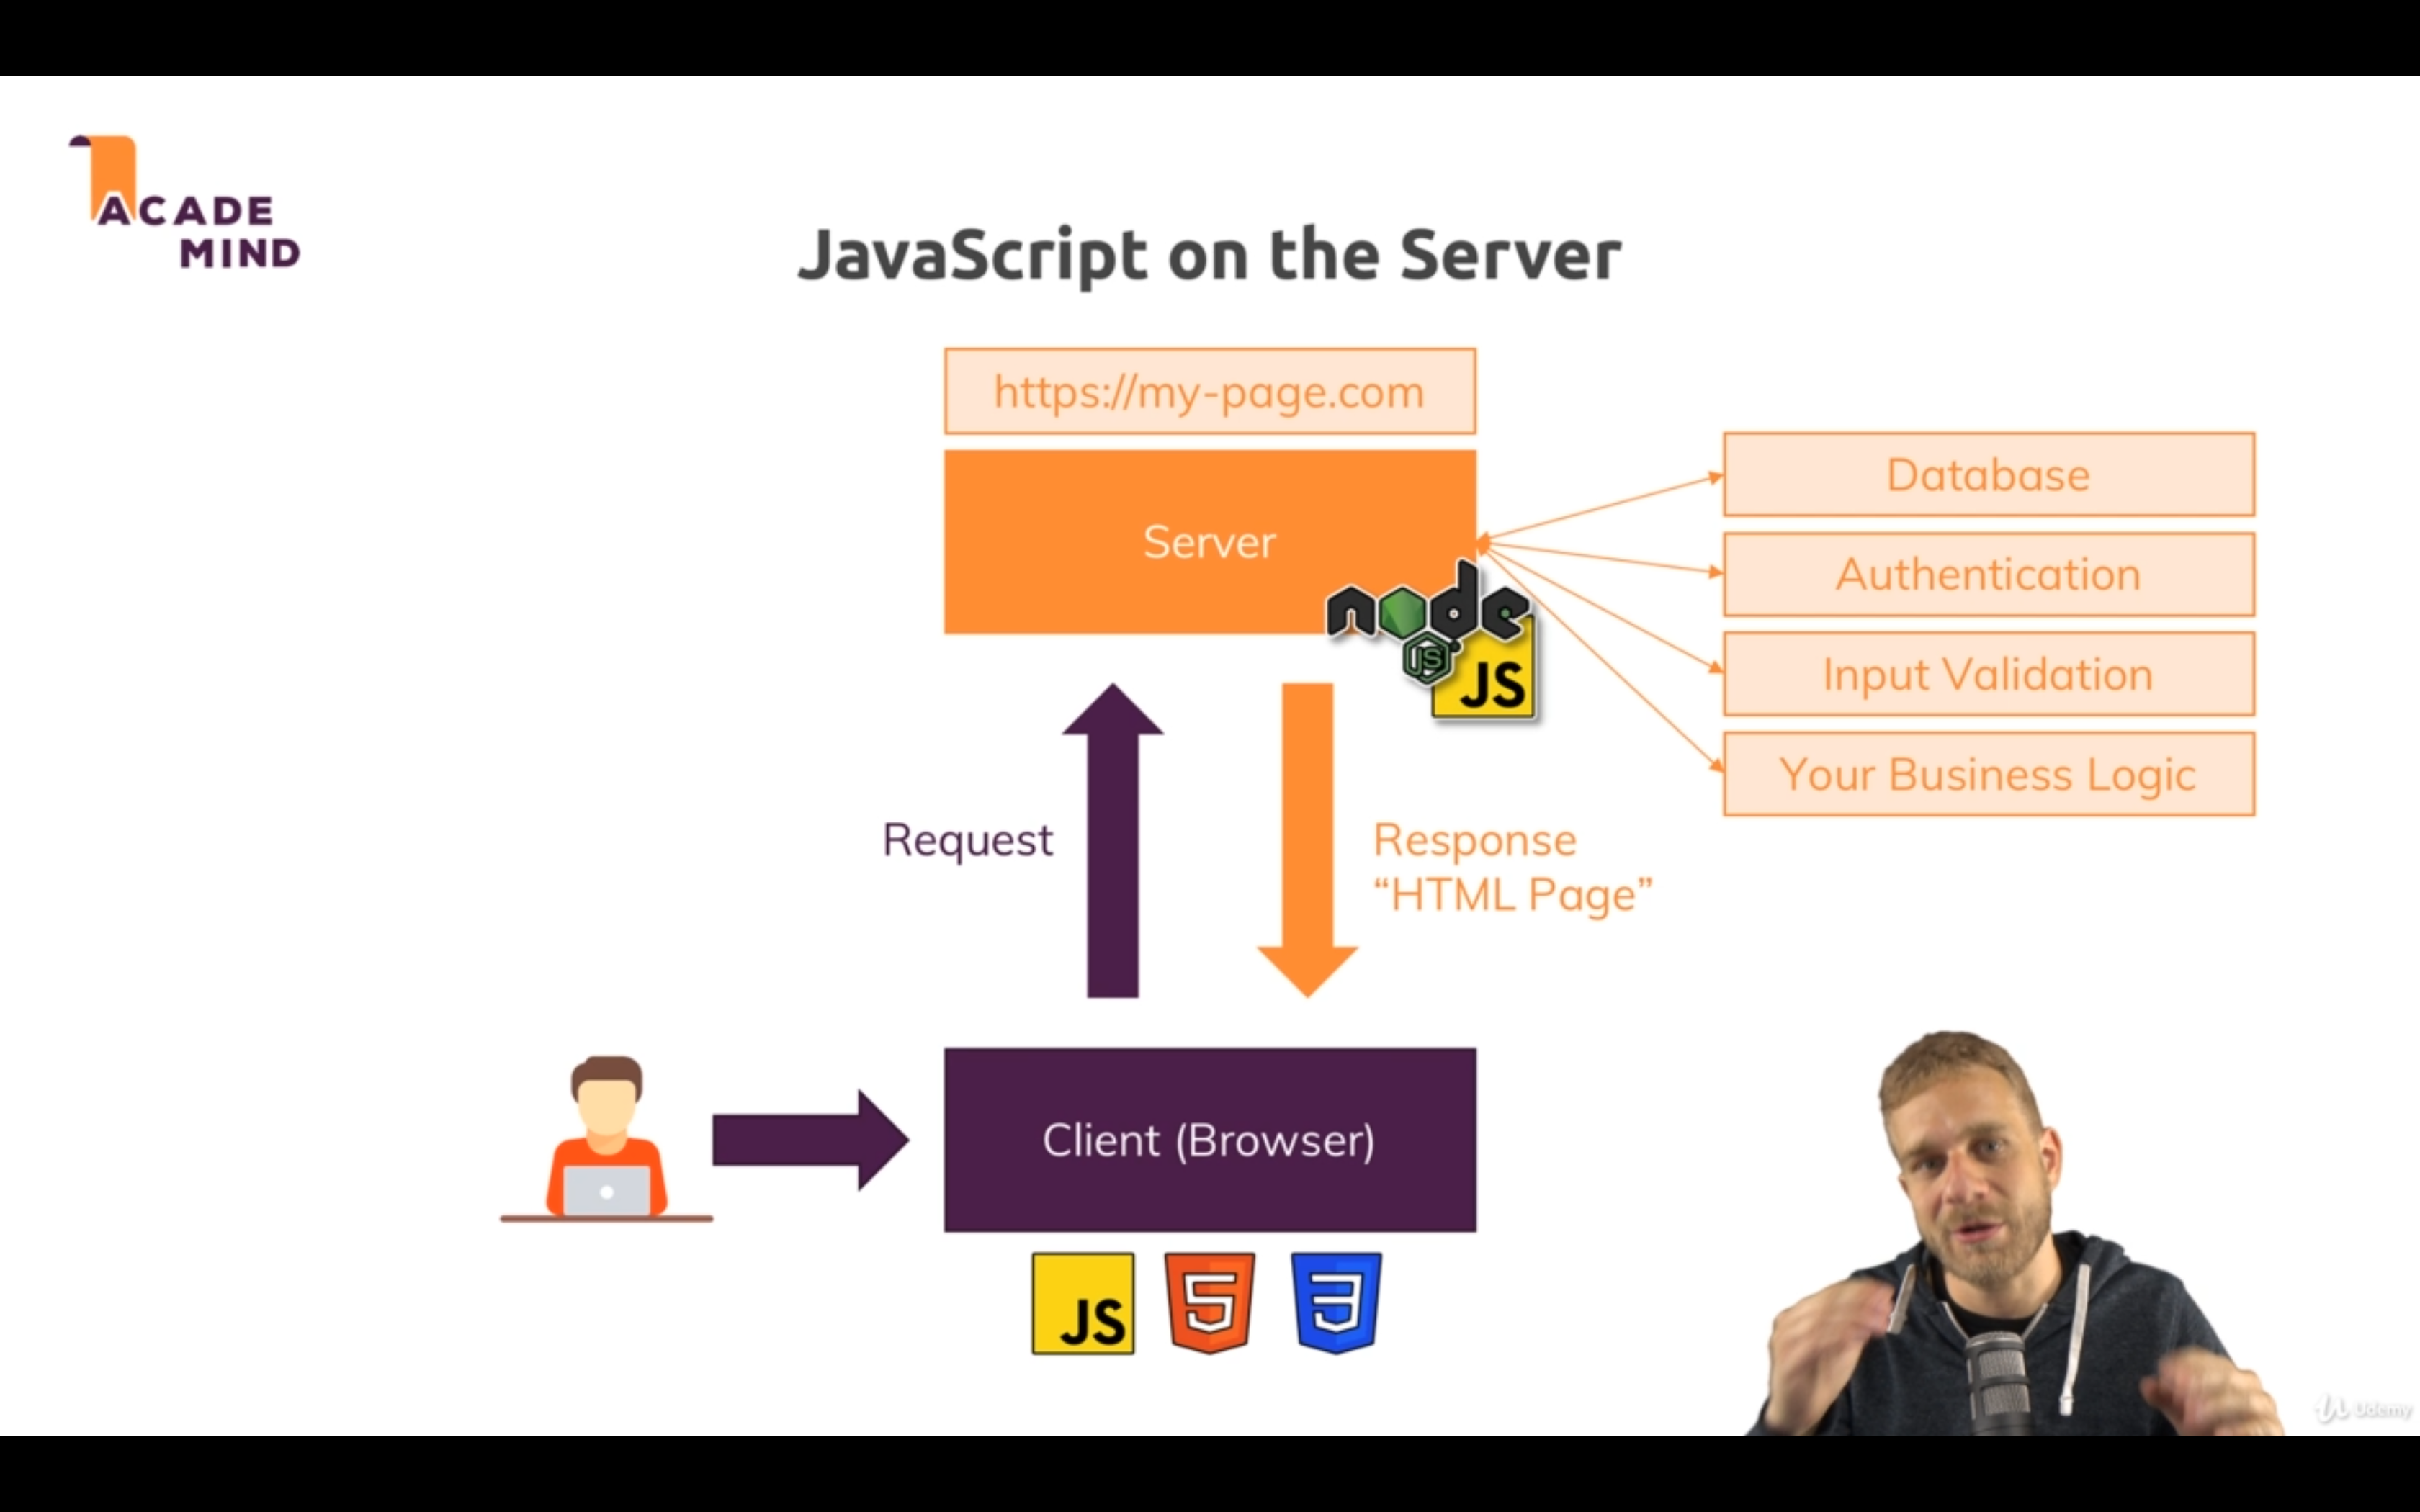 ACADE
MIND
JavaScript on the Server
https://my-page.com
Server
node
JS
JS
Database
Authentication
Input Validation
Your Business Logic
Request
Response
“HTML Page”
Client (Browser)
JS
5
3
Udemy